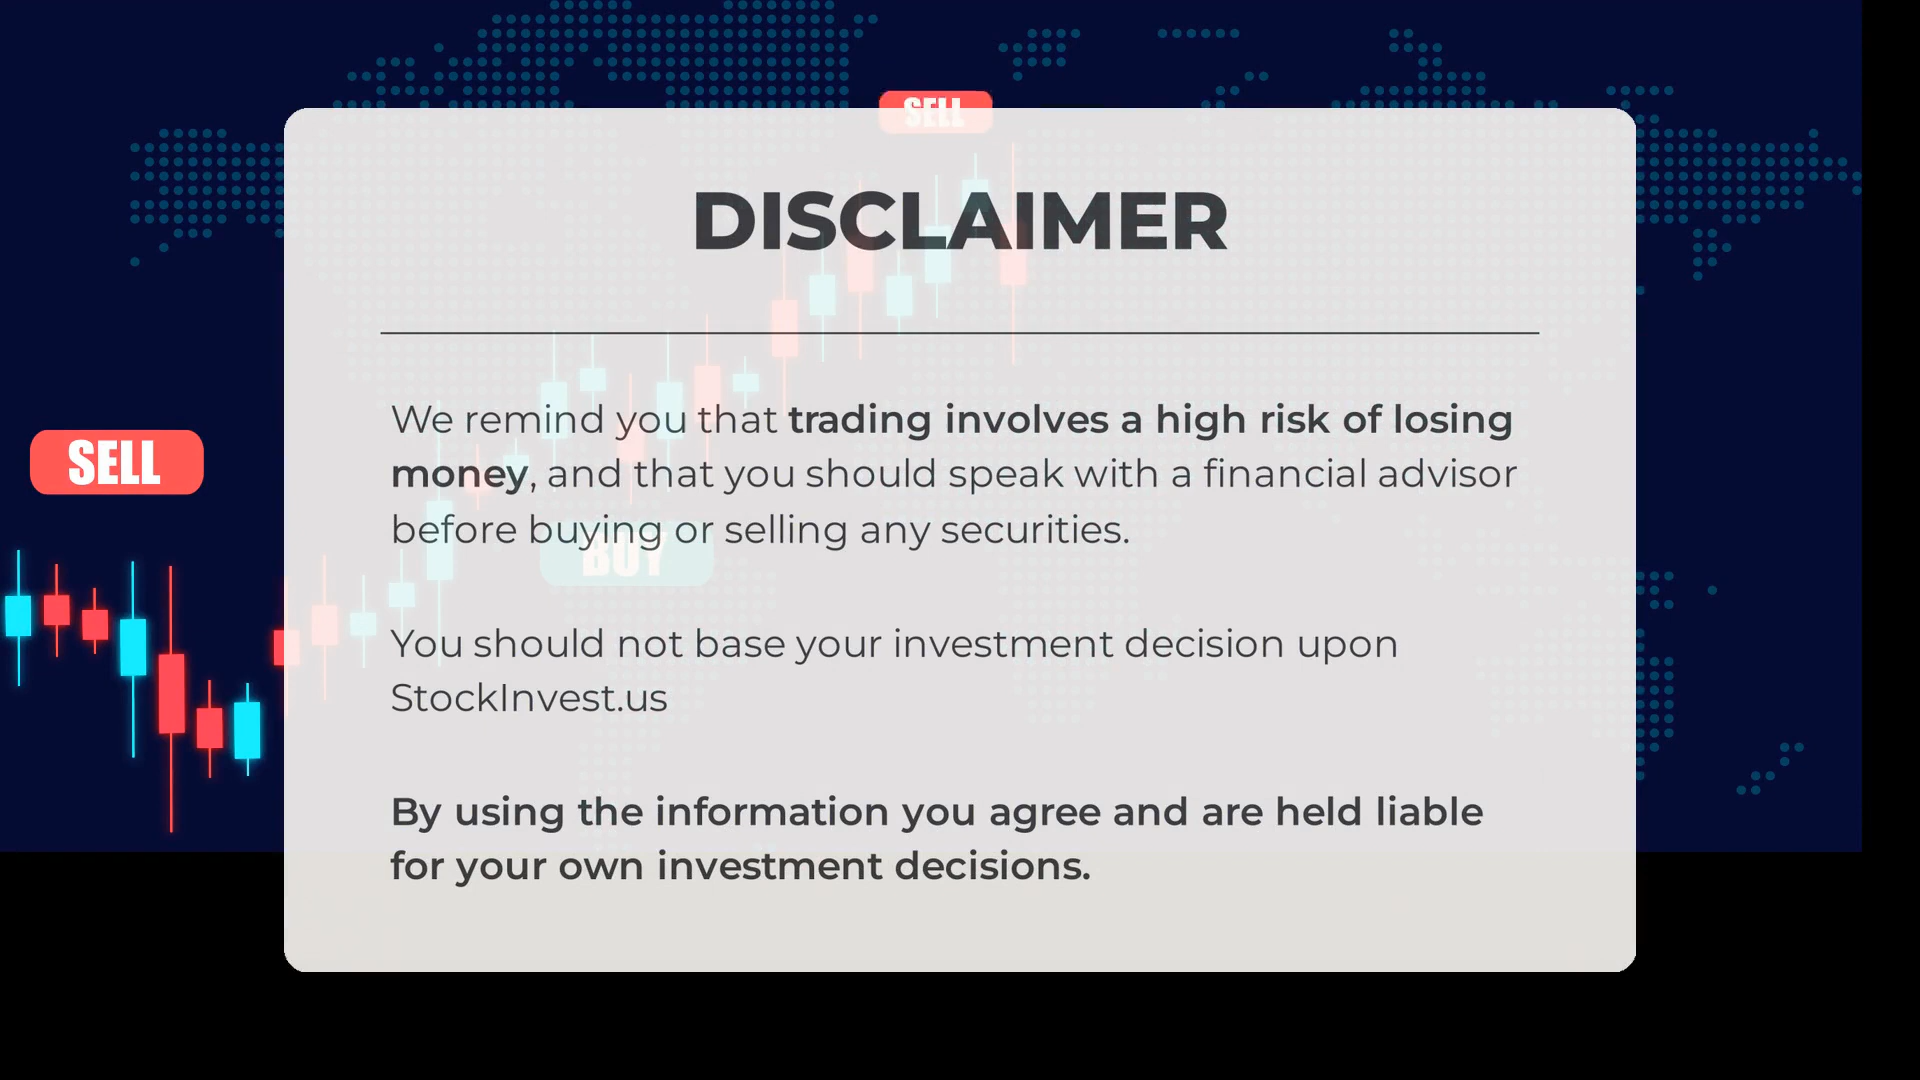 SELL
DISCLAIMER
We remind you that trading involves a high risk of losing
money, and that you should speak with a financial advisor
before buying or selling any securities.
SELL
BUY
You should not base your investment decision upon
StockInvest.us
By using the information you agree and are held liable
for your own investment decisions.